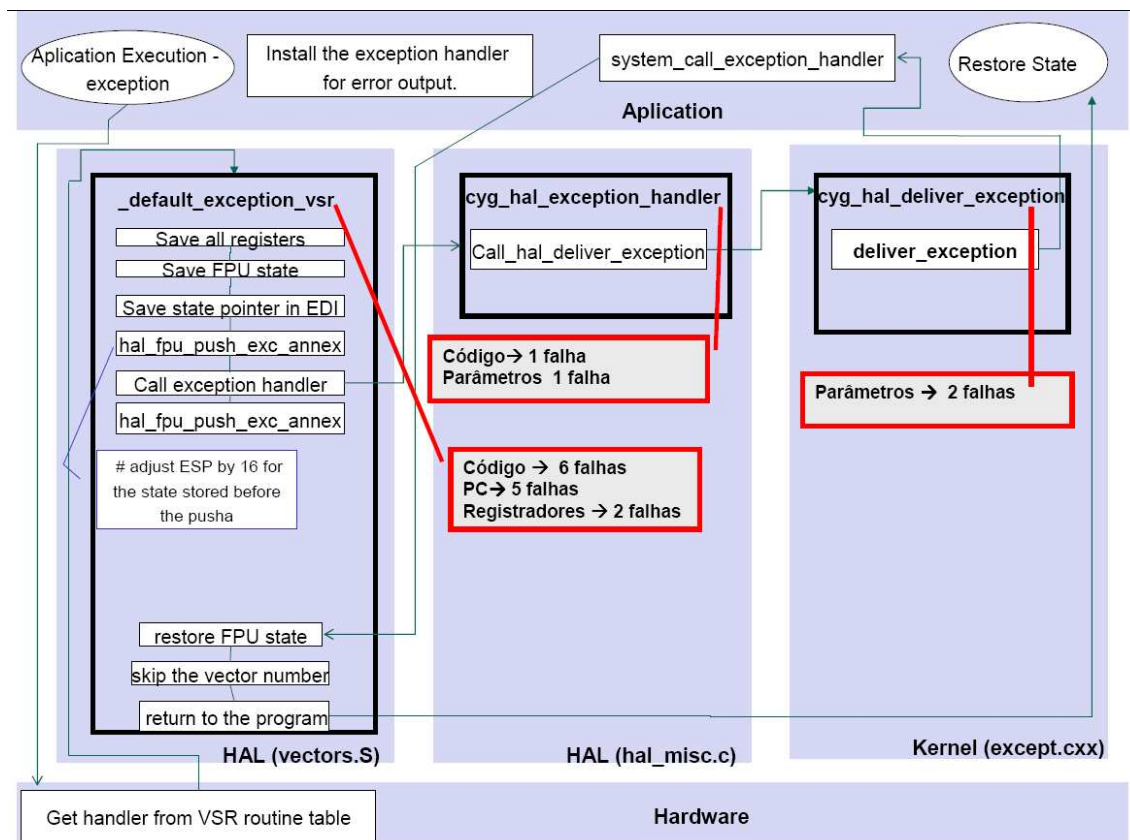 Aplication Execution -
exception
Install the exception handler
for error output.
system_call_exception_handler
Restore State
Aplication
_default_exception_vsr
Save all registers
Save FPU state
Save state pointer in EDI
hal_fpu_push_exc_annex
Call exception handler
hal_fpu_push_exc_annex
# adjust ESP by 16 for
the state stored before
the pusha
restore FPU state
skip the vector number
return to the program
HAL (vectors.S)
cyg_hal_exception_handler
Call_hal_deliver_exception
Código→ 1 falha
Parâmetros 1 falha
Código → 6 falhas
PC→ 5 falhas
Registradores → 2 falhas
HAL (hal_misc.c)
cyg_hal_deliver_exception
deliver_exception
Parâmetros → 2 falhas
Kernel (except.cxx)
Get handler from VSR routine table
Hardware